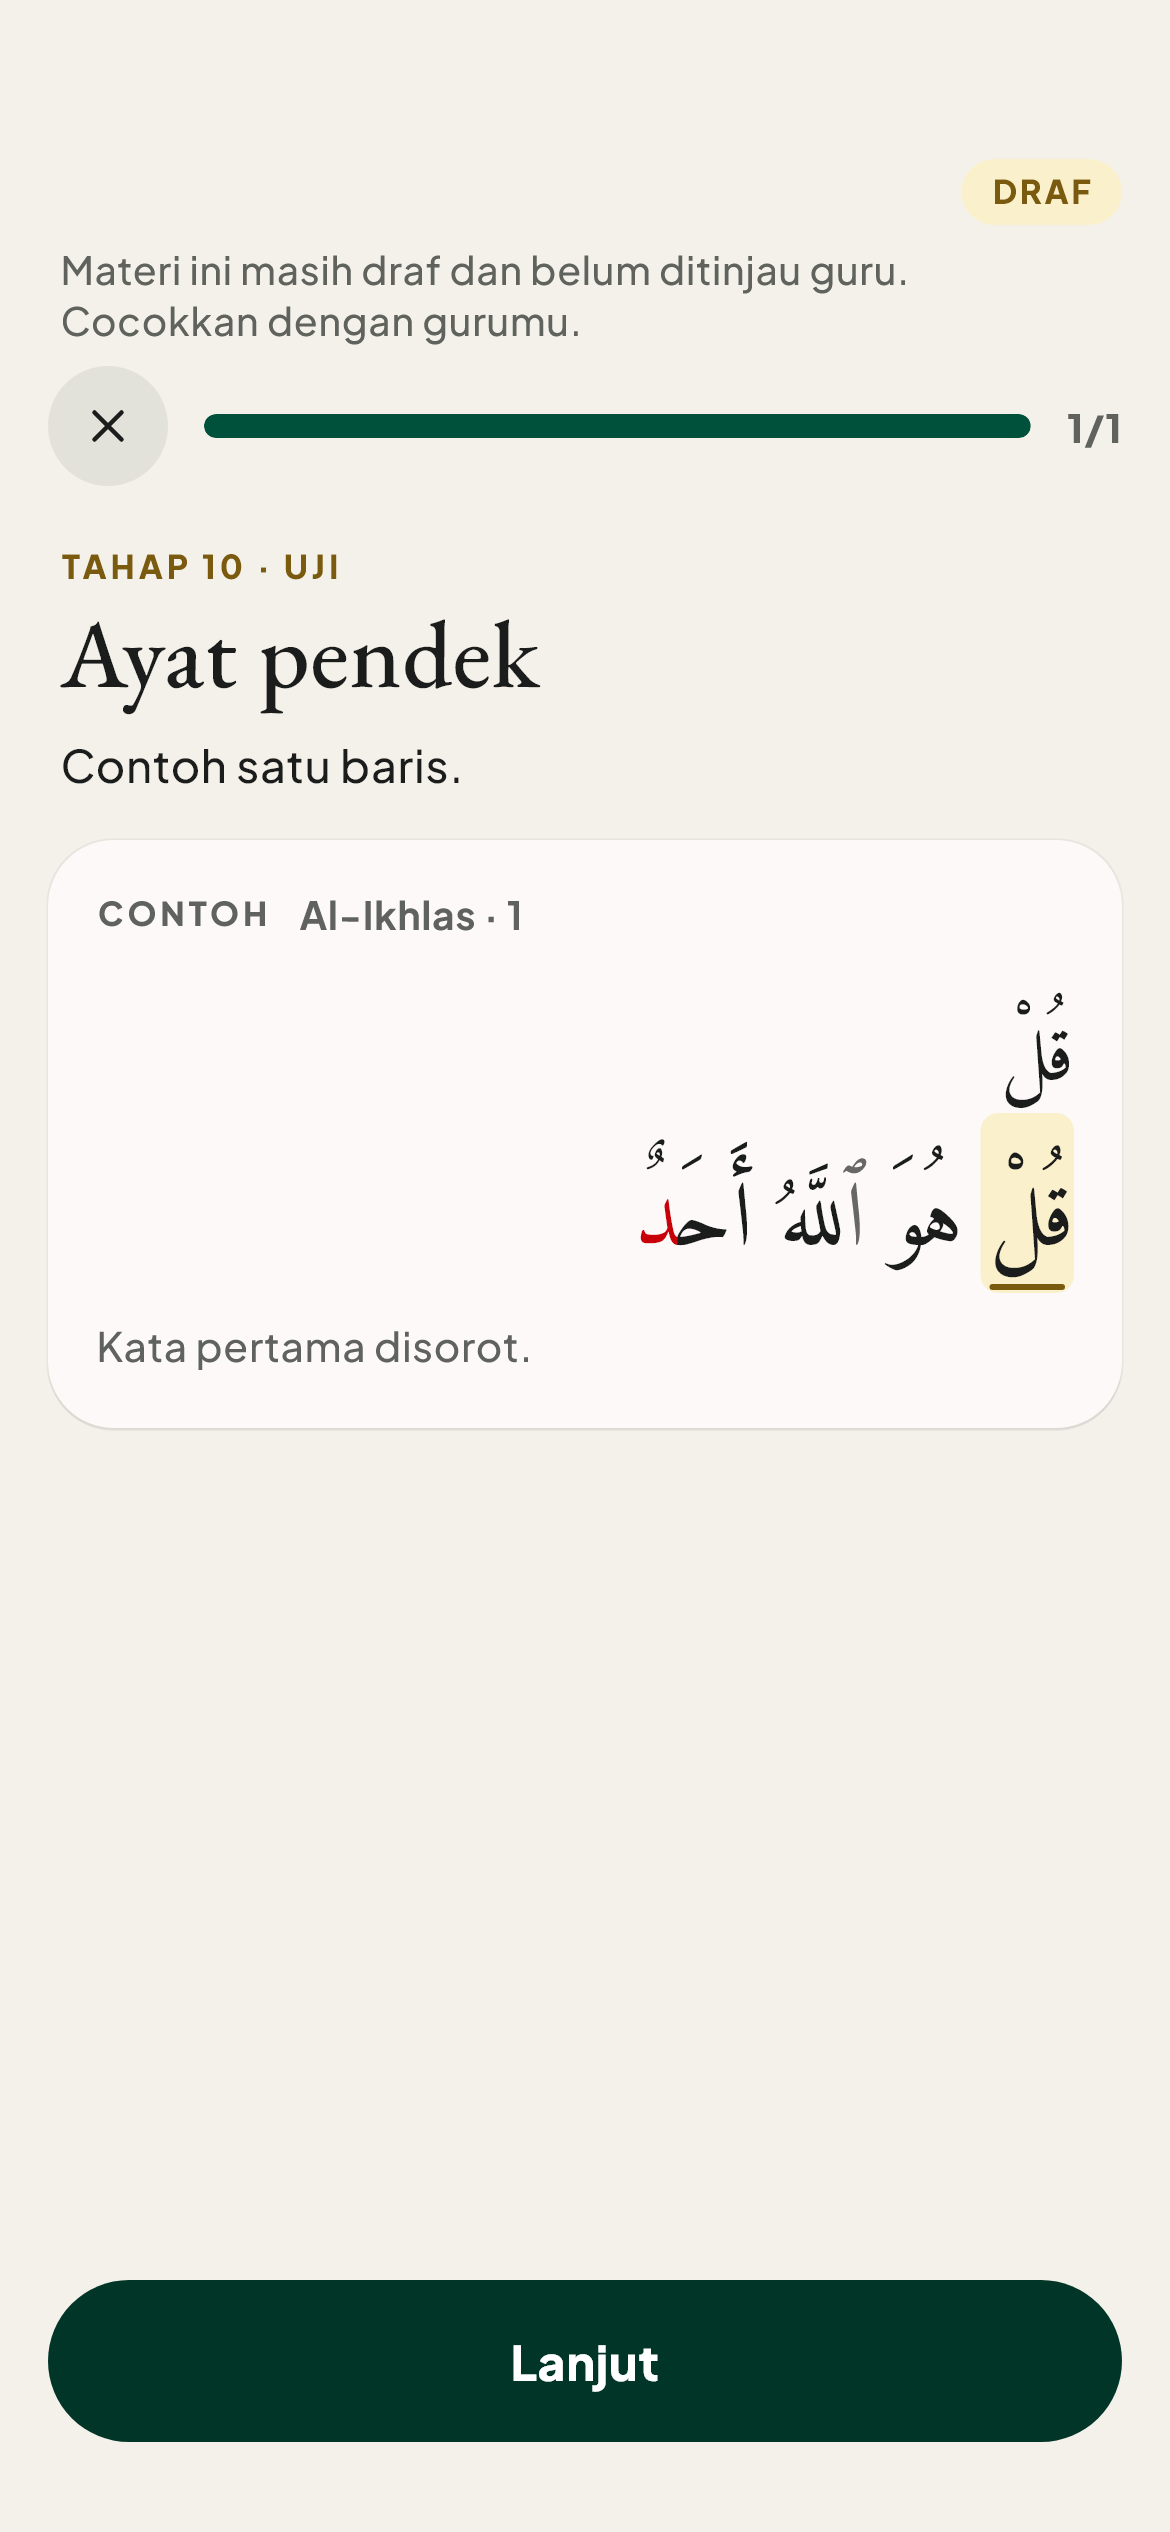 DRAF
Materi ini masih draf dan belum ditinjau guru.
Cocokkan dengan gurumu.
1/1
TAHAP 10 · UJI
Ayat pendek
Contoh satu baris.
CONTOH Al-Ikhlas · 1
قُلْ
قُلْ هُوَ ٱللَّهُ أَحَدٌ
Kata pertama disorot.
Lanjut